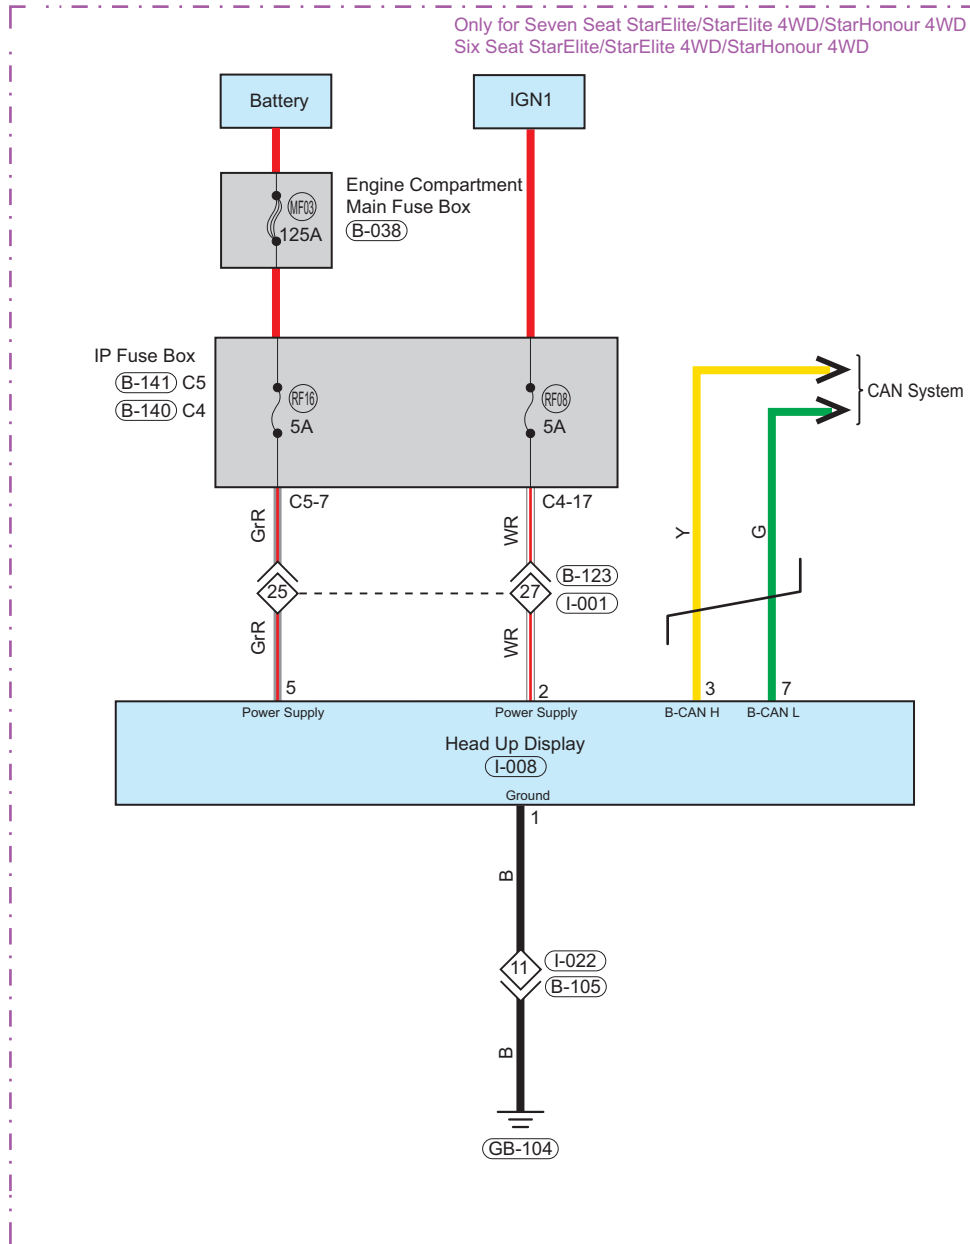 Only for Seven Seat StarElite/StarElite 4WD/StarHonour 4WD
Six Seat StarElite/StarElite 4WD/StarHonour 4WD
Battery
IGN1
Engine Compartment
Main Fuse Box
B-038
MF03
125A
IP Fuse Box
B-141 C5
B-140 C4
RF16
5A
RF08
5A
CAN System
C5-7
C4-17
GrR
WR
Y
G
25
27
B-123
I-001
GrR
WR
5
2
3
7
Power Supply
Power Supply
B-CAN H
B-CAN L
Head Up Display
I-008
Ground
1
B
11
I-022
B-105
B
GB-104